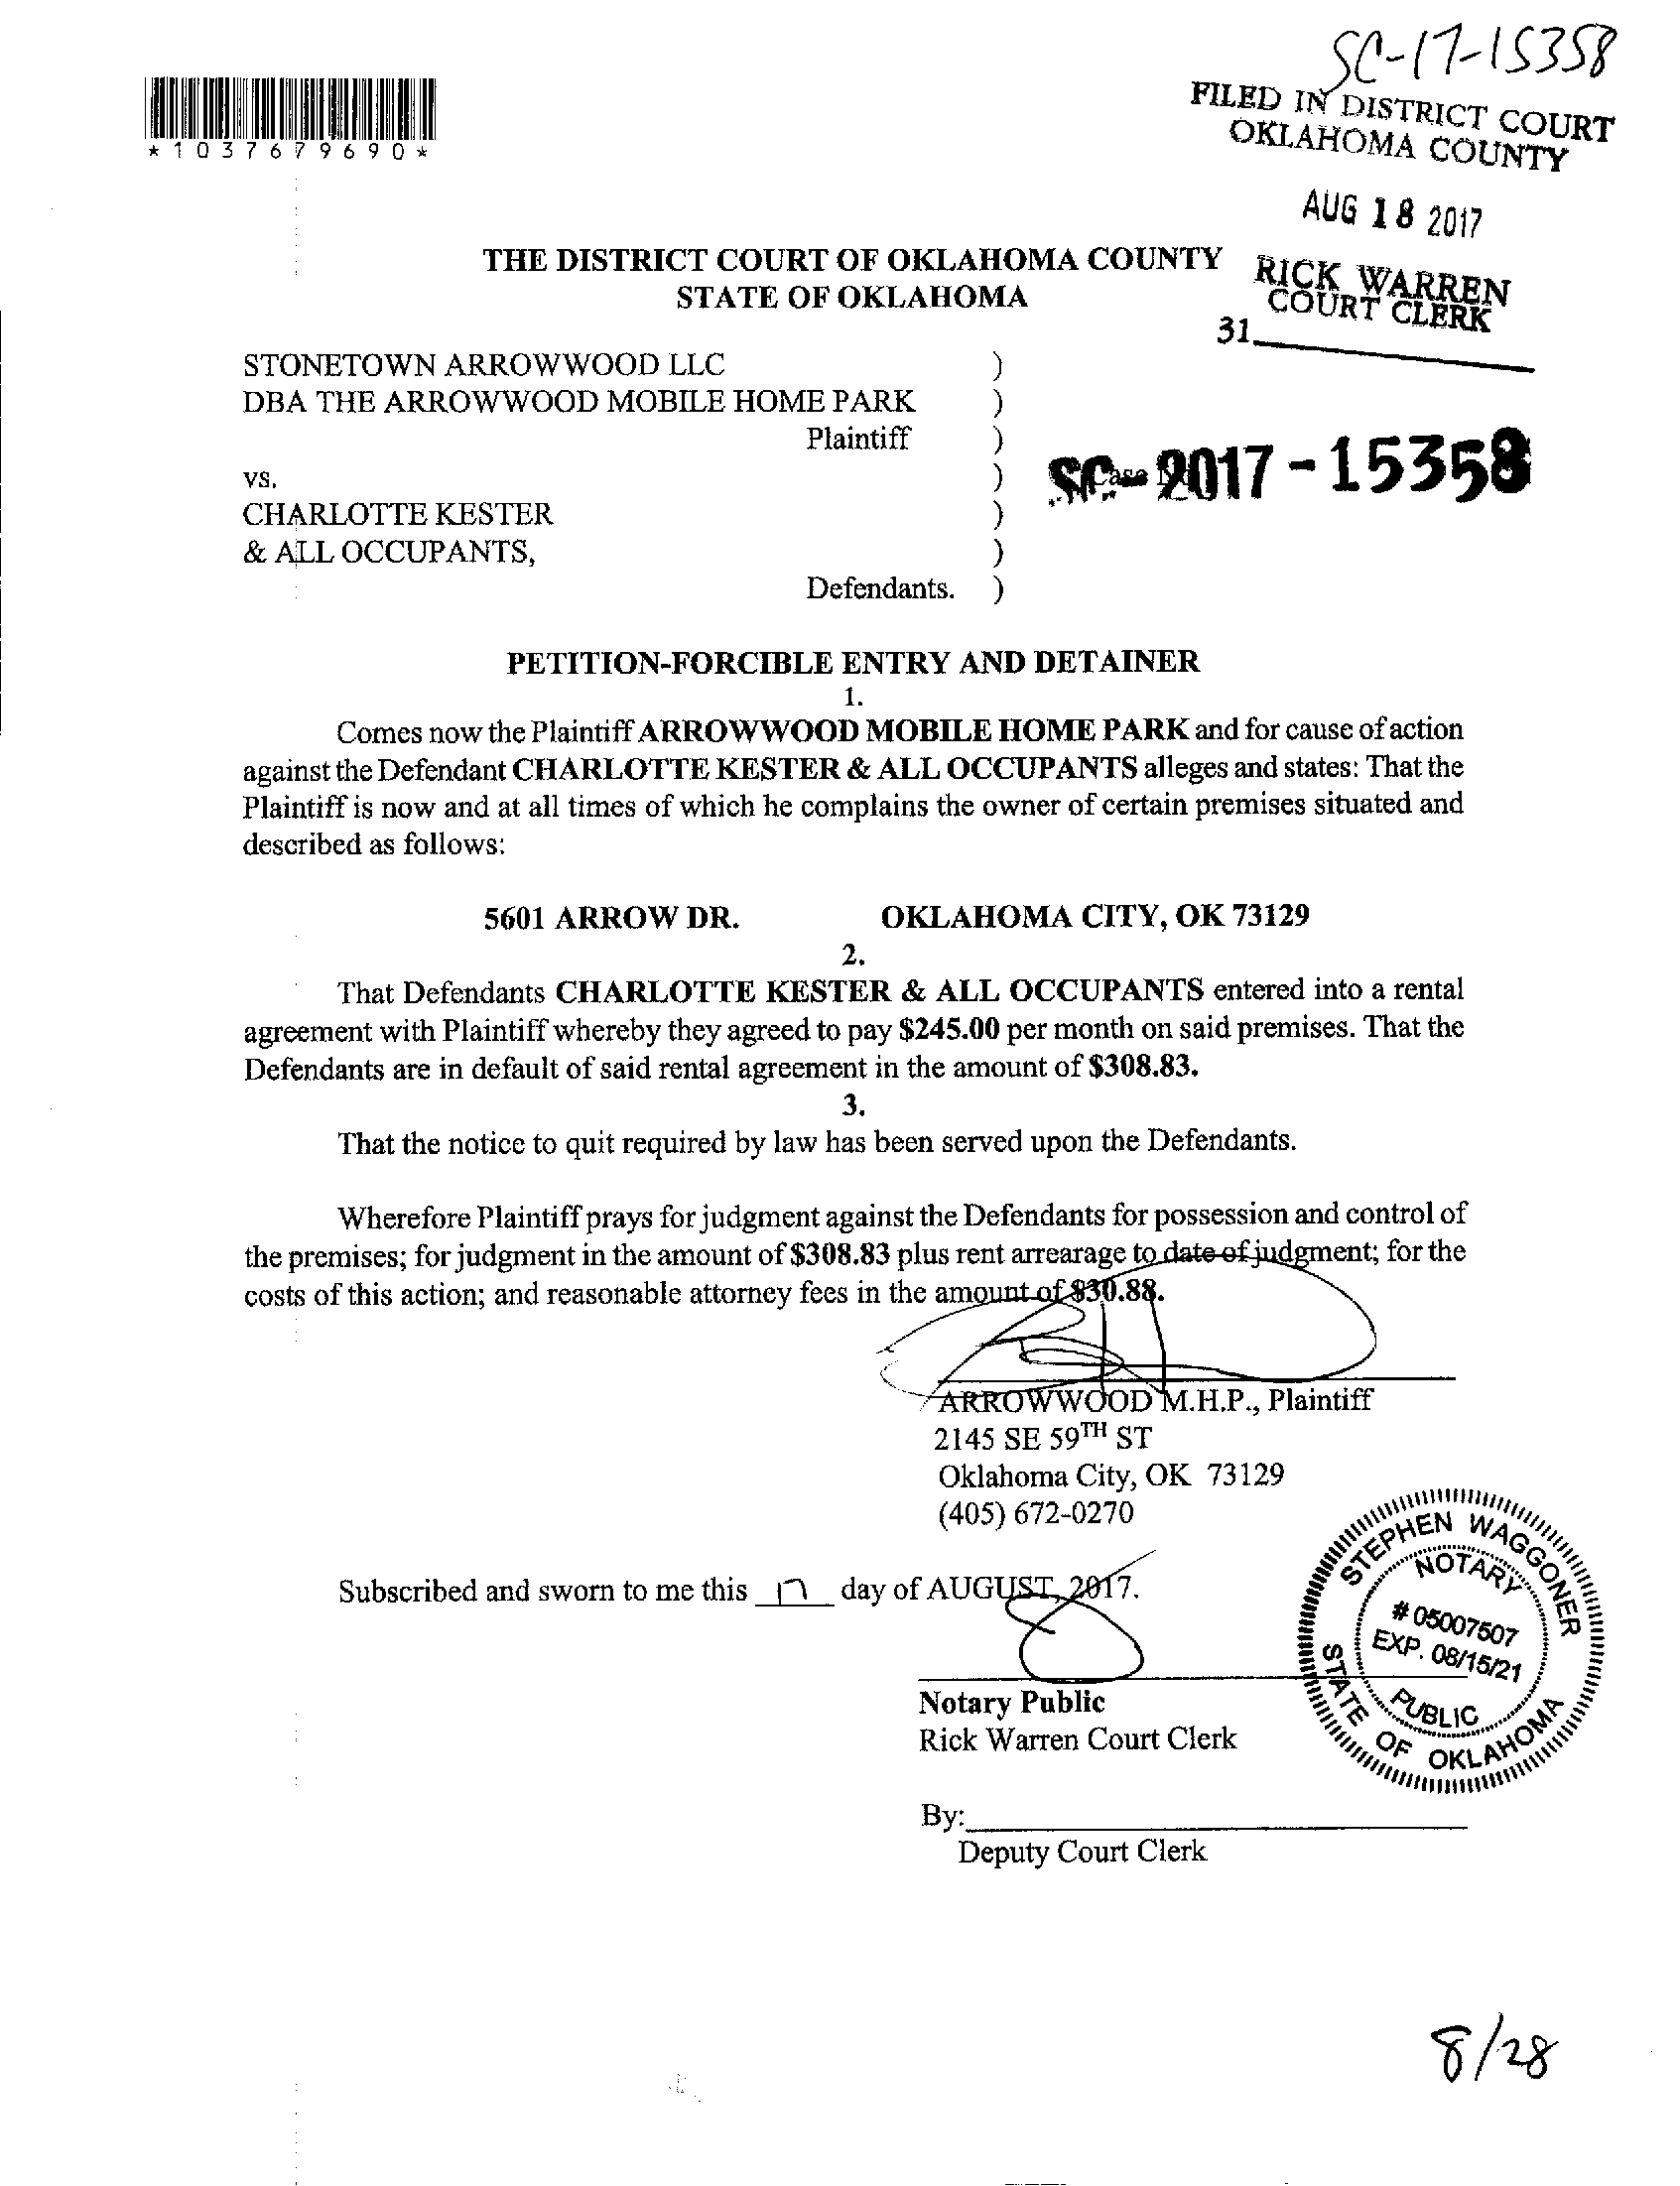 SC-17-15358
FILED IN DISTRICT COURT
OKLAHOMA COUNTY
*1037679690*
AUG 18 2017
RICK WARREN
COURT CLERK
31
THE DISTRICT COURT OF OKLAHOMA COUNTY
STATE OF OKLAHOMA
STONETOWN ARROWWOOD LLC )
DBA THE ARROWWOOD MOBILE HOME PARK )
Plaintiff )
vs. )
SC-2017-15358
CHARLOTTE KESTER )
& ALL OCCUPANTS, )
Defendants. )
PETITION-FORCIBLE ENTRY AND DETAINER
1.
Comes now the Plaintiff ARROWWOOD MOBILE HOME PARK and for cause of action
against the Defendant CHARLOTTE KESTER & ALL OCCUPANTS alleges and states: That the
Plaintiff is now and at all times of which he complains the owner of certain premises situated and
described as follows:
5601 ARROW DR. OKLAHOMA CITY, OK 73129
2.
That Defendants CHARLOTTE KESTER & ALL OCCUPANTS entered into a rental
agreement with Plaintiff whereby they agreed to pay $245.00 per month on said premises. That the
Defendants are in default of said rental agreement in the amount of $308.83.
3.
That the notice to quit required by law has been served upon the Defendants.
Wherefore Plaintiff prays for judgment against the Defendants for possession and control of
the premises; for judgment in the amount of $308.83 plus rent arrearage to date of judgment; for the
costs of this action; and reasonable attorney fees in the amount of $30.88.
ARROWWOOD M.H.P., Plaintiff
2145 SE 59TH ST
Oklahoma City, OK 73129
(405) 672-0270
Subscribed and sworn to me this 17 day of AUGUST, 2017.
STEPHEN WAGGONER
NOTARY
# 05007507
EXP. 08/15/21
PUBLIC
STATE OF OKLAHOMA
Notary Public
Rick Warren Court Clerk
By:
Deputy Court Clerk
8/28